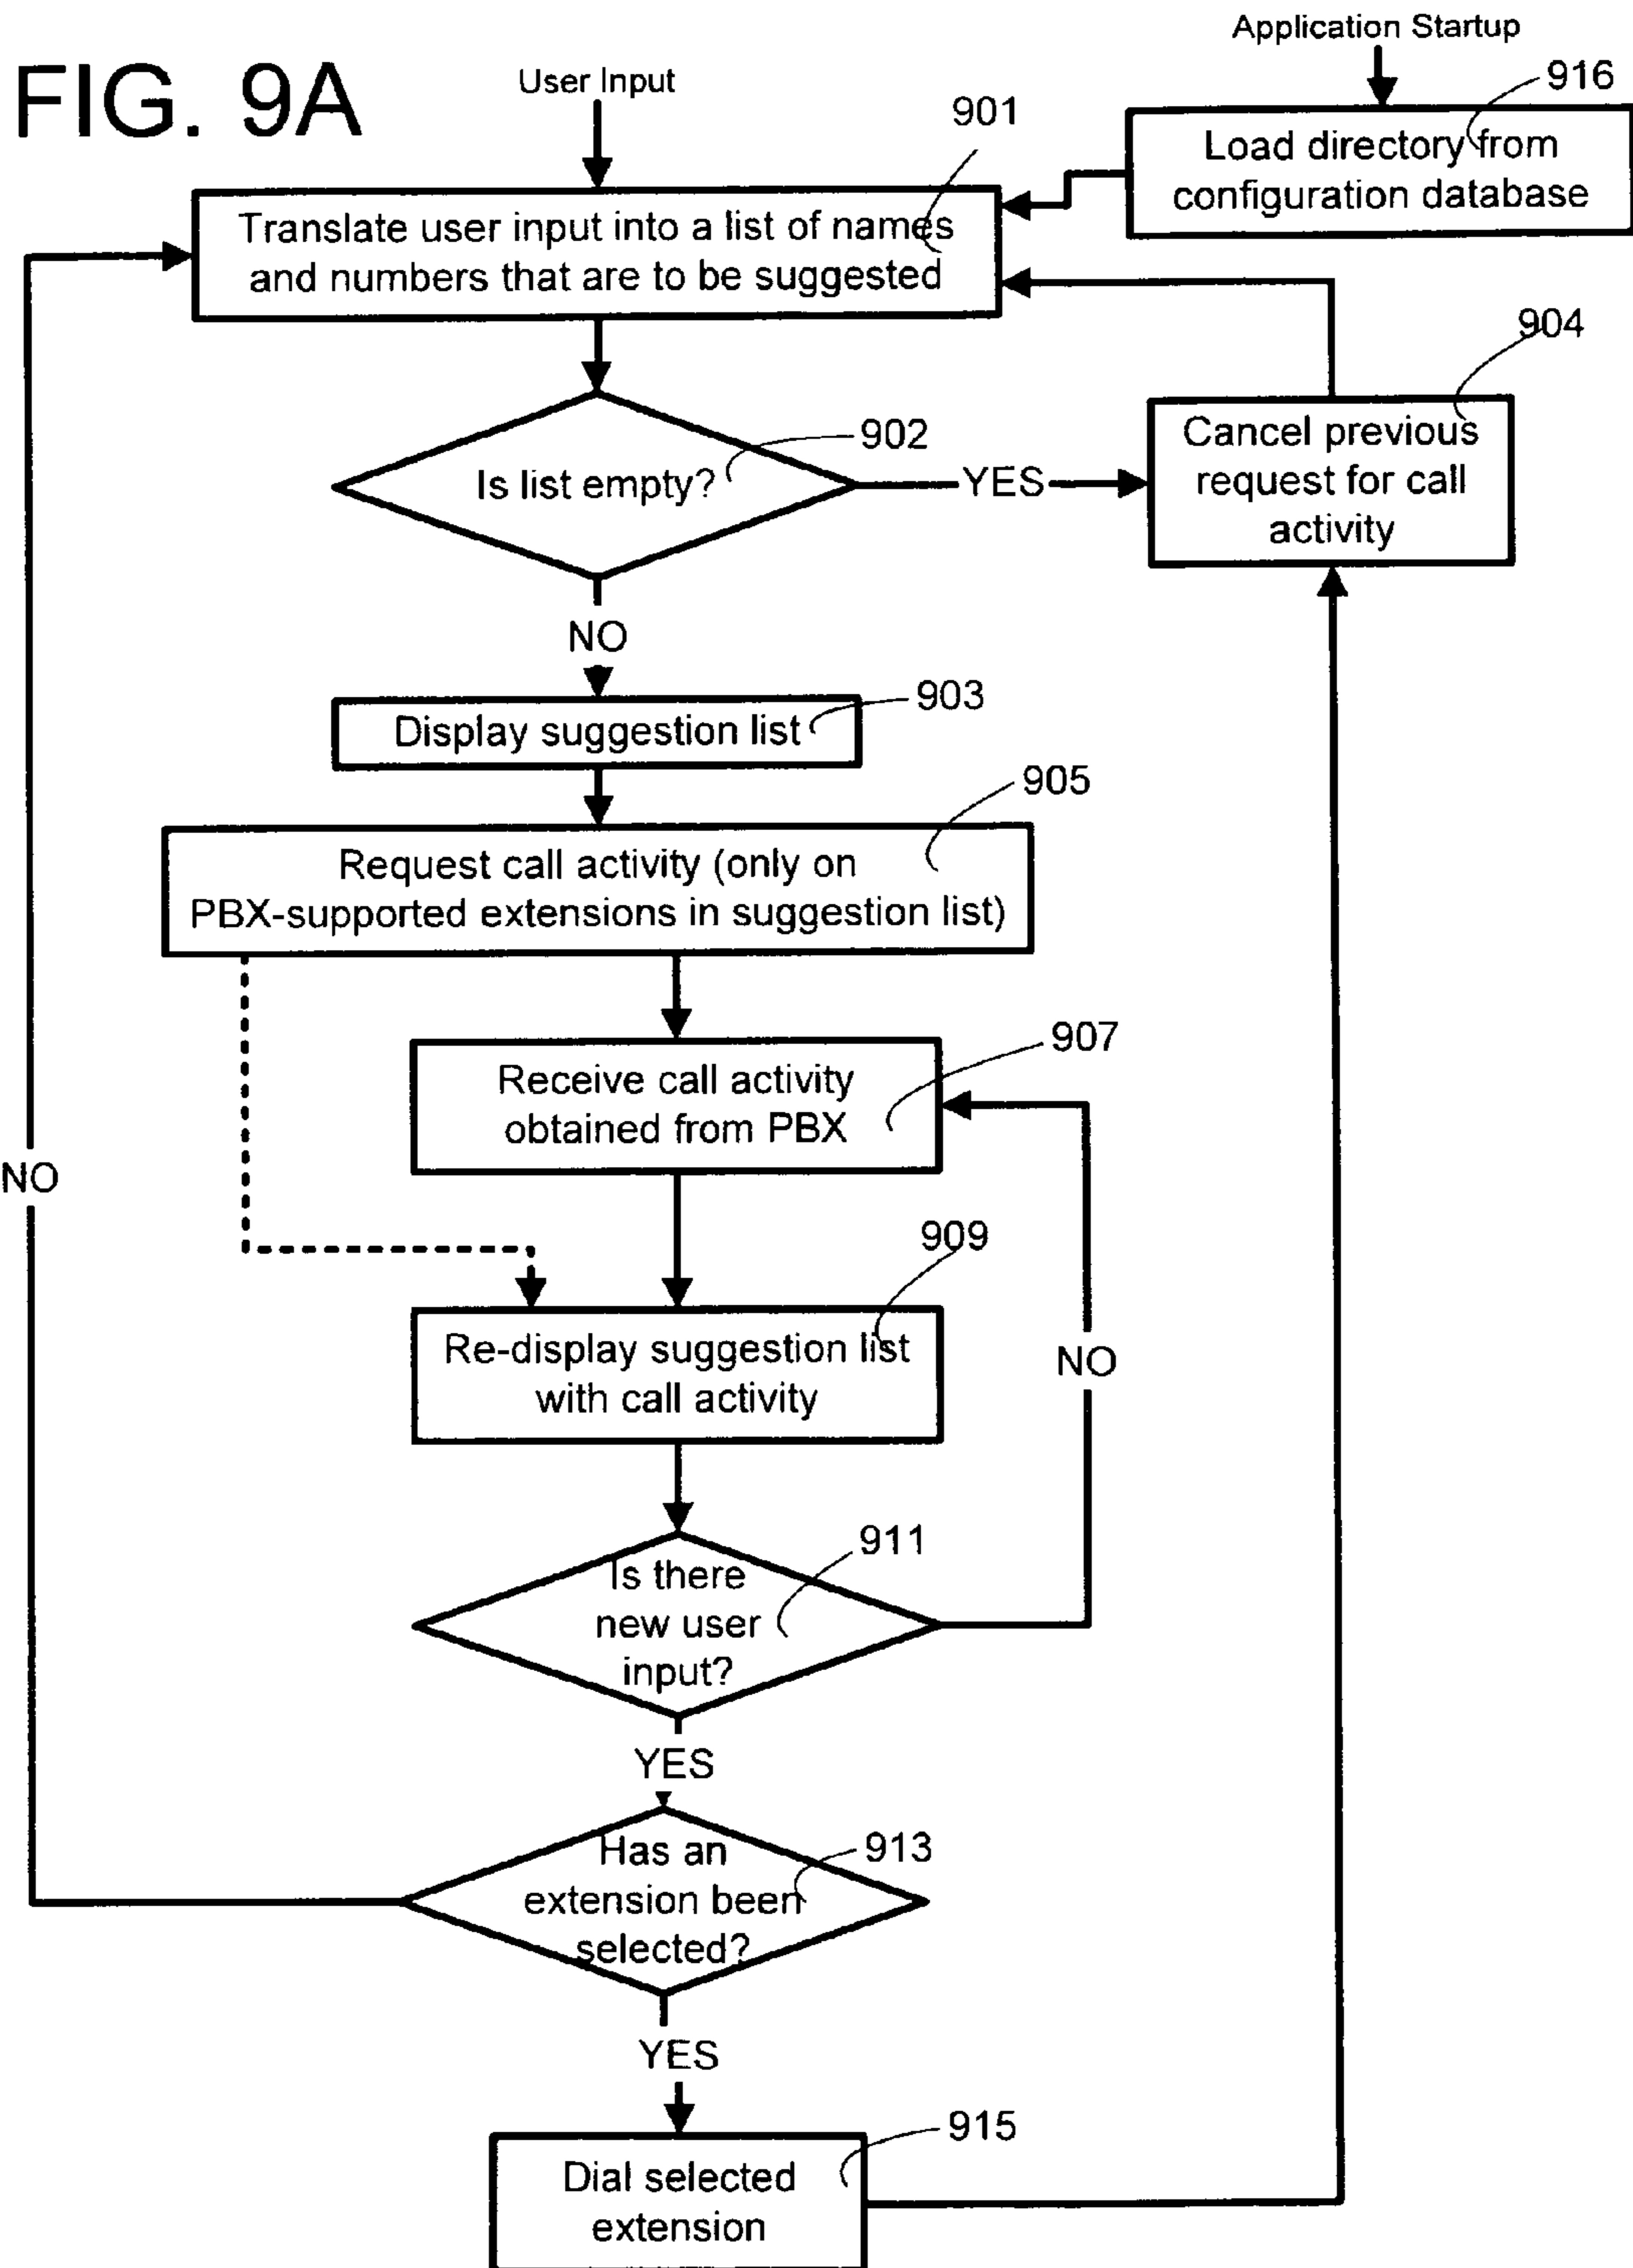 Application Startup
FIG. 9A
User Input
916
901
Load directory from
configuration database
Translate user input into a list of names
and numbers that are to be suggested
904
902
Is list empty?
YES
Cancel previous
request for call
activity
NO
903
Display suggestion list
905
Request call activity (only on
PBX-supported extensions in suggestion list)
907
Receive call activity
obtained from PBX
NO
909
Re-display suggestion list
with call activity
NO
911
Is there
new user
input?
YES
913
Has an
extension been
selected?
YES
915
Dial selected
extension